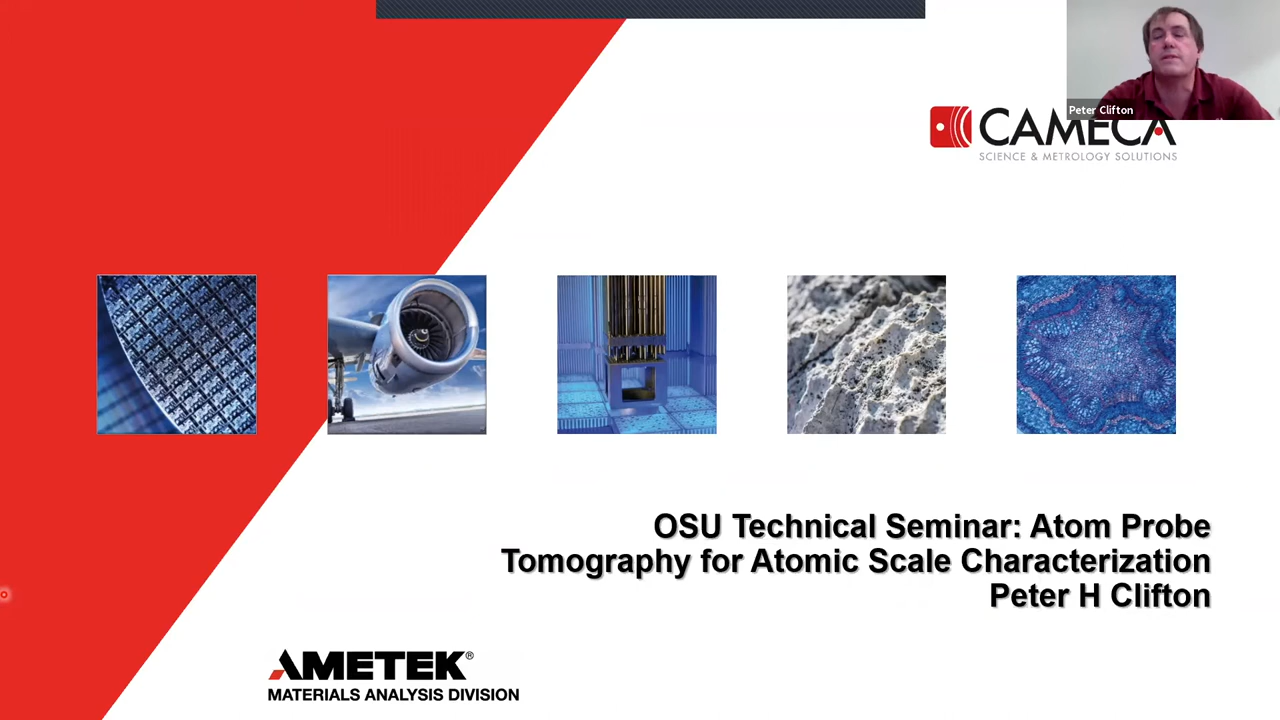 Peter Clifton
CAMECA
SCIENCE & METROLOGY SOLUTIONS
OSU Technical Seminar: Atom Probe
Tomography for Atomic Scale Characterization
Peter H Clifton
AMETEK®
MATERIALS ANALYSIS DIVISION